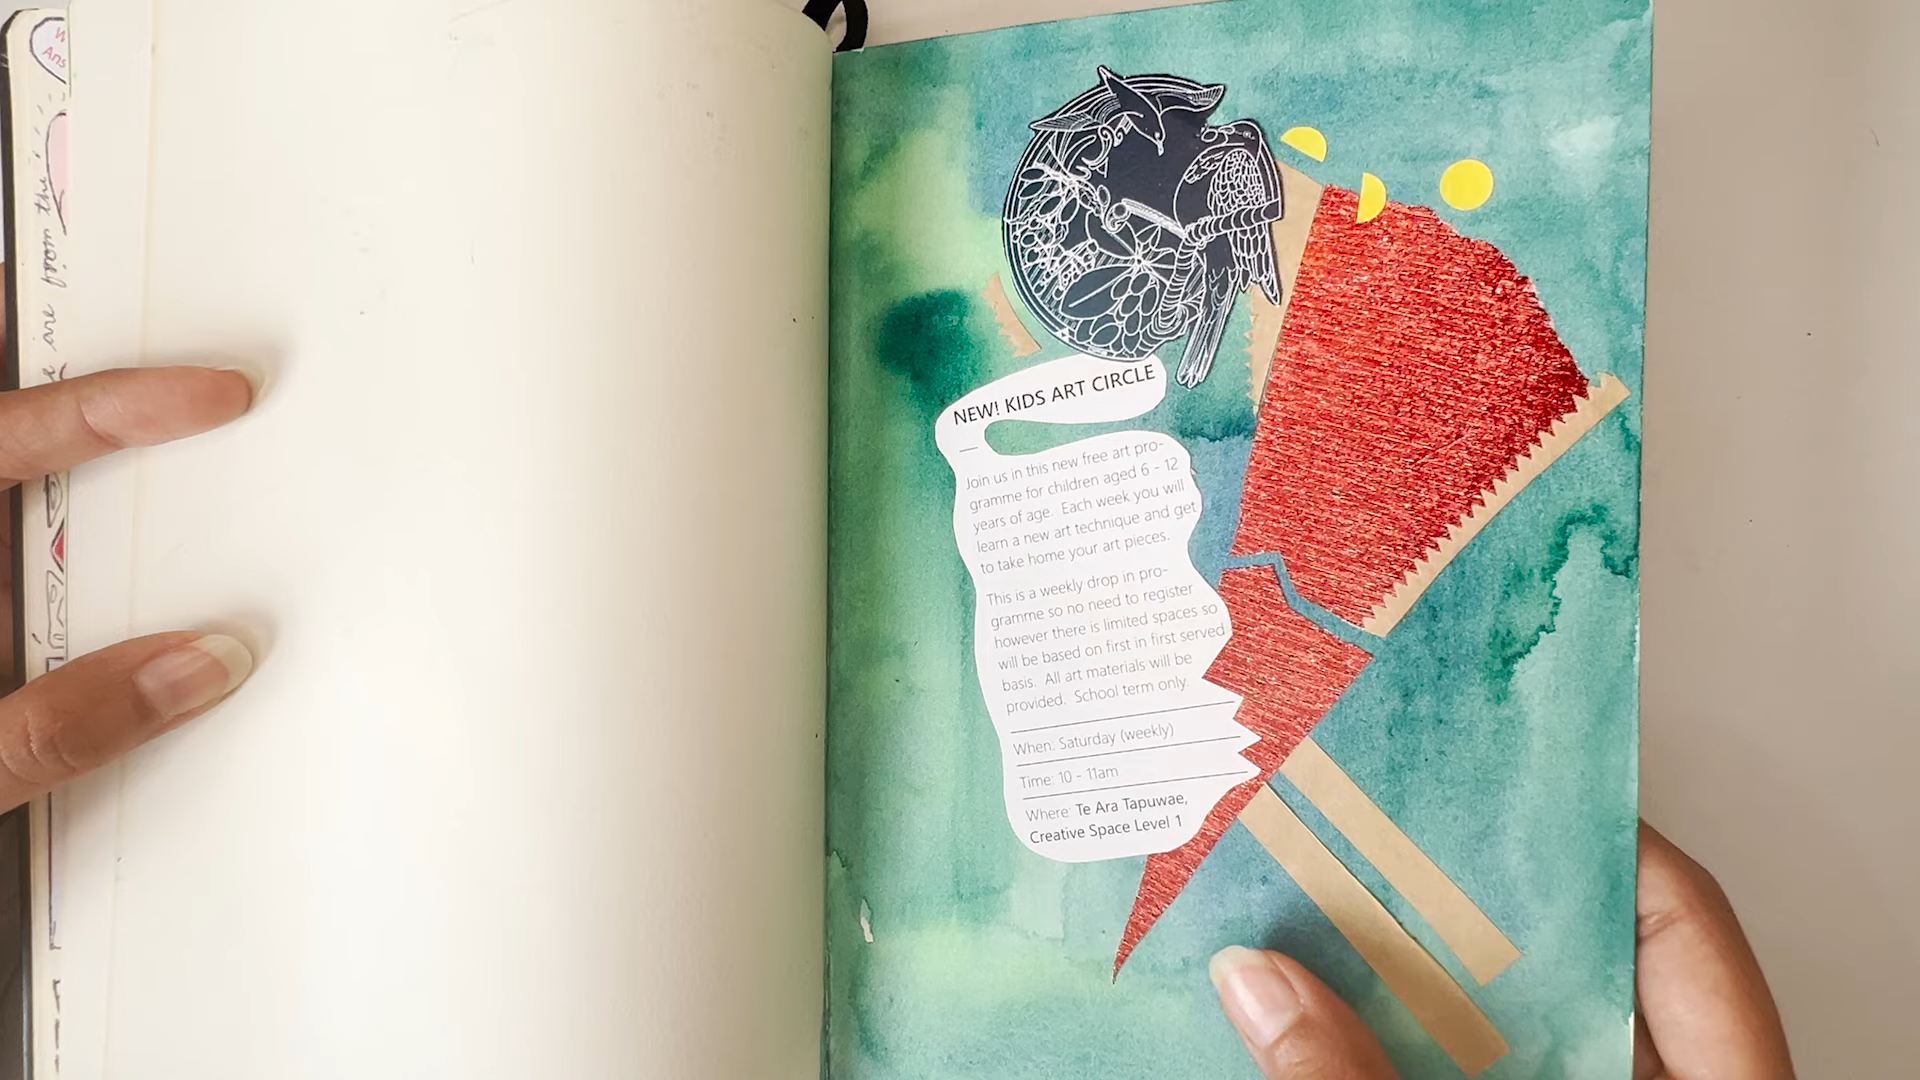 W
Arts
are from the
NEW! KIDS ART CIRCLE
Join us in this new free art pro-
gramme for children aged 6 - 12
years of age. Each week you will
learn a new art technique and get
to take home your art pieces.
This is a weekly drop in pro-
gramme so no need to register
however there is limited spaces so
will be based on first in first served
basis. All art materials will be
provided. School term only.
When: Saturday (weekly)
Time: 10 - 11am
Where: Te Ara Tapuwae,
Creative Space Level 1